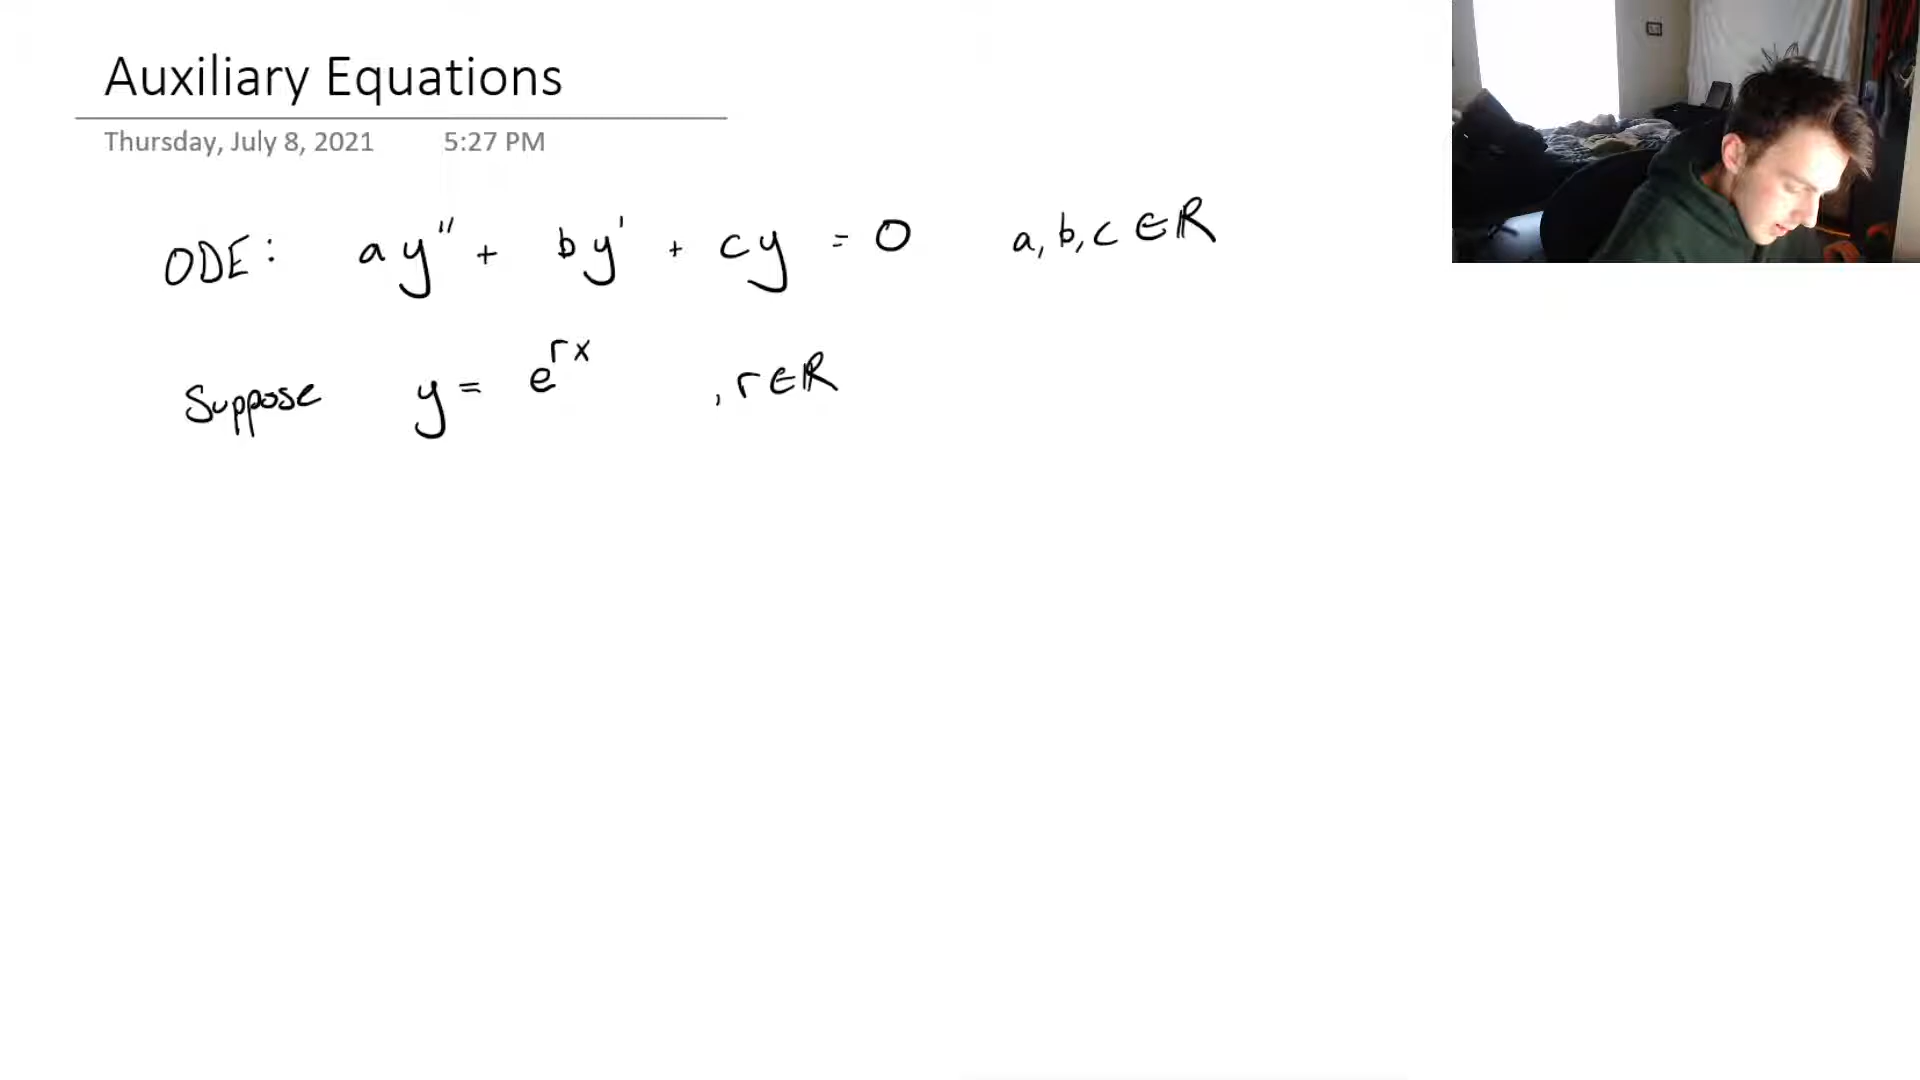 Auxiliary Equations
Thursday, July 8, 2021 5:27 PM
ODE: ay" + by' + cy = 0 a, b, c ∈ ℝ
Suppose y = e^{rx} , r ∈ ℝ